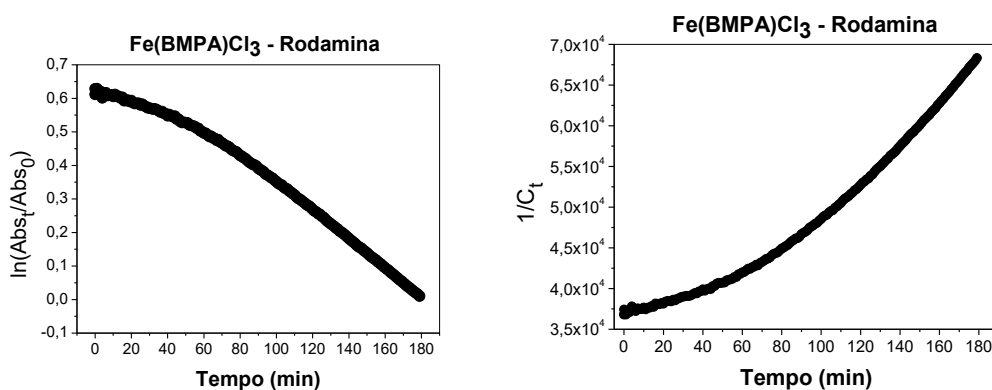 Fe(BMPA)Cl3 - Rodamina
0,7
0,6
0,5
0,4
0,3
0,2
0,1
0,0
-0,1
ln(Abst/Abs0)
0 20 40 60 80 100 120 140 160 180
Tempo (min)
Fe(BMPA)Cl3 - Rodamina
7,0x10^4
6,5x10^4
6,0x10^4
5,5x10^4
5,0x10^4
4,5x10^4
4,0x10^4
3,5x10^4
1/Ct
0 20 40 60 80 100 120 140 160 180
Tempo (min)